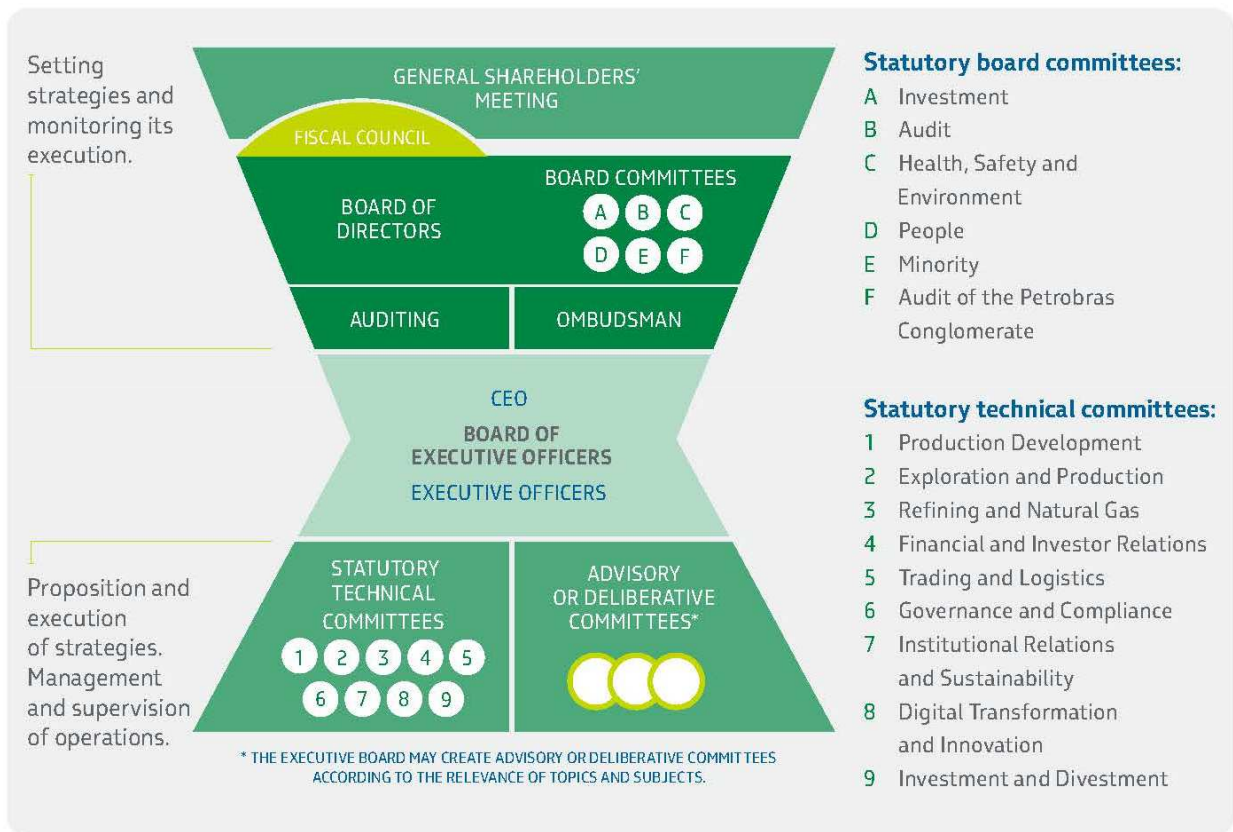 Setting
strategies and
monitoring its
execution.
GENERAL SHAREHOLDERS'
MEETING
FISCAL COUNCIL
BOARD OF
DIRECTORS
BOARD COMMITTEES
A B C
D E F
AUDITING
OMBUDSMAN
CEO
BOARD OF
EXECUTIVE OFFICERS
EXECUTIVE OFFICERS
Proposition and
execution
of strategies.
Management
and supervision
of operations.
STATUTORY
TECHNICAL
COMMITTEES
1 2 3 4 5
6 7 8 9
ADVISORY
OR DELIBERATIVE
COMMITTEES*
* THE EXECUTIVE BOARD MAY CREATE ADVISORY OR DELIBERATIVE COMMITTEES
ACCORDING TO THE RELEVANCE OF TOPICS AND SUBJECTS.
Statutory board committees:
A Investment
B Audit
C Health, Safety and
Environment
D People
E Minority
F Audit of the Petrobras
Conglomerate
Statutory technical committees:
1 Production Development
2 Exploration and Production
3 Refining and Natural Gas
4 Financial and Investor Relations
5 Trading and Logistics
6 Governance and Compliance
7 Institutional Relations
and Sustainability
8 Digital Transformation
and Innovation
9 Investment and Divestment